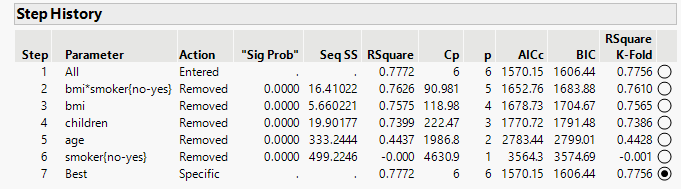 Step History
RSquare
Step Parameter Action "Sig Prob" Seq SS RSquare Cp p AICc BIC K-Fold
1 All Entered . . 0.7772 6 6 1570.15 1606.44 0.7756
2 bmi*smoker{no-yes} Removed 0.0000 16.41022 0.7626 90.981 5 1652.76 1683.88 0.7610
3 bmi Removed 0.0000 5.660221 0.7575 118.98 4 1678.73 1704.67 0.7565
4 children Removed 0.0000 19.90177 0.7399 222.47 3 1770.72 1791.48 0.7386
5 age Removed 0.0000 333.2444 0.4437 1986.8 2 2783.44 2799.01 0.4428
6 smoker{no-yes} Removed 0.0000 499.2246 -0.000 4630.9 1 3564.3 3574.69 -0.001
7 Best Specific . . 0.7772 6 6 1570.15 1606.44 0.7756